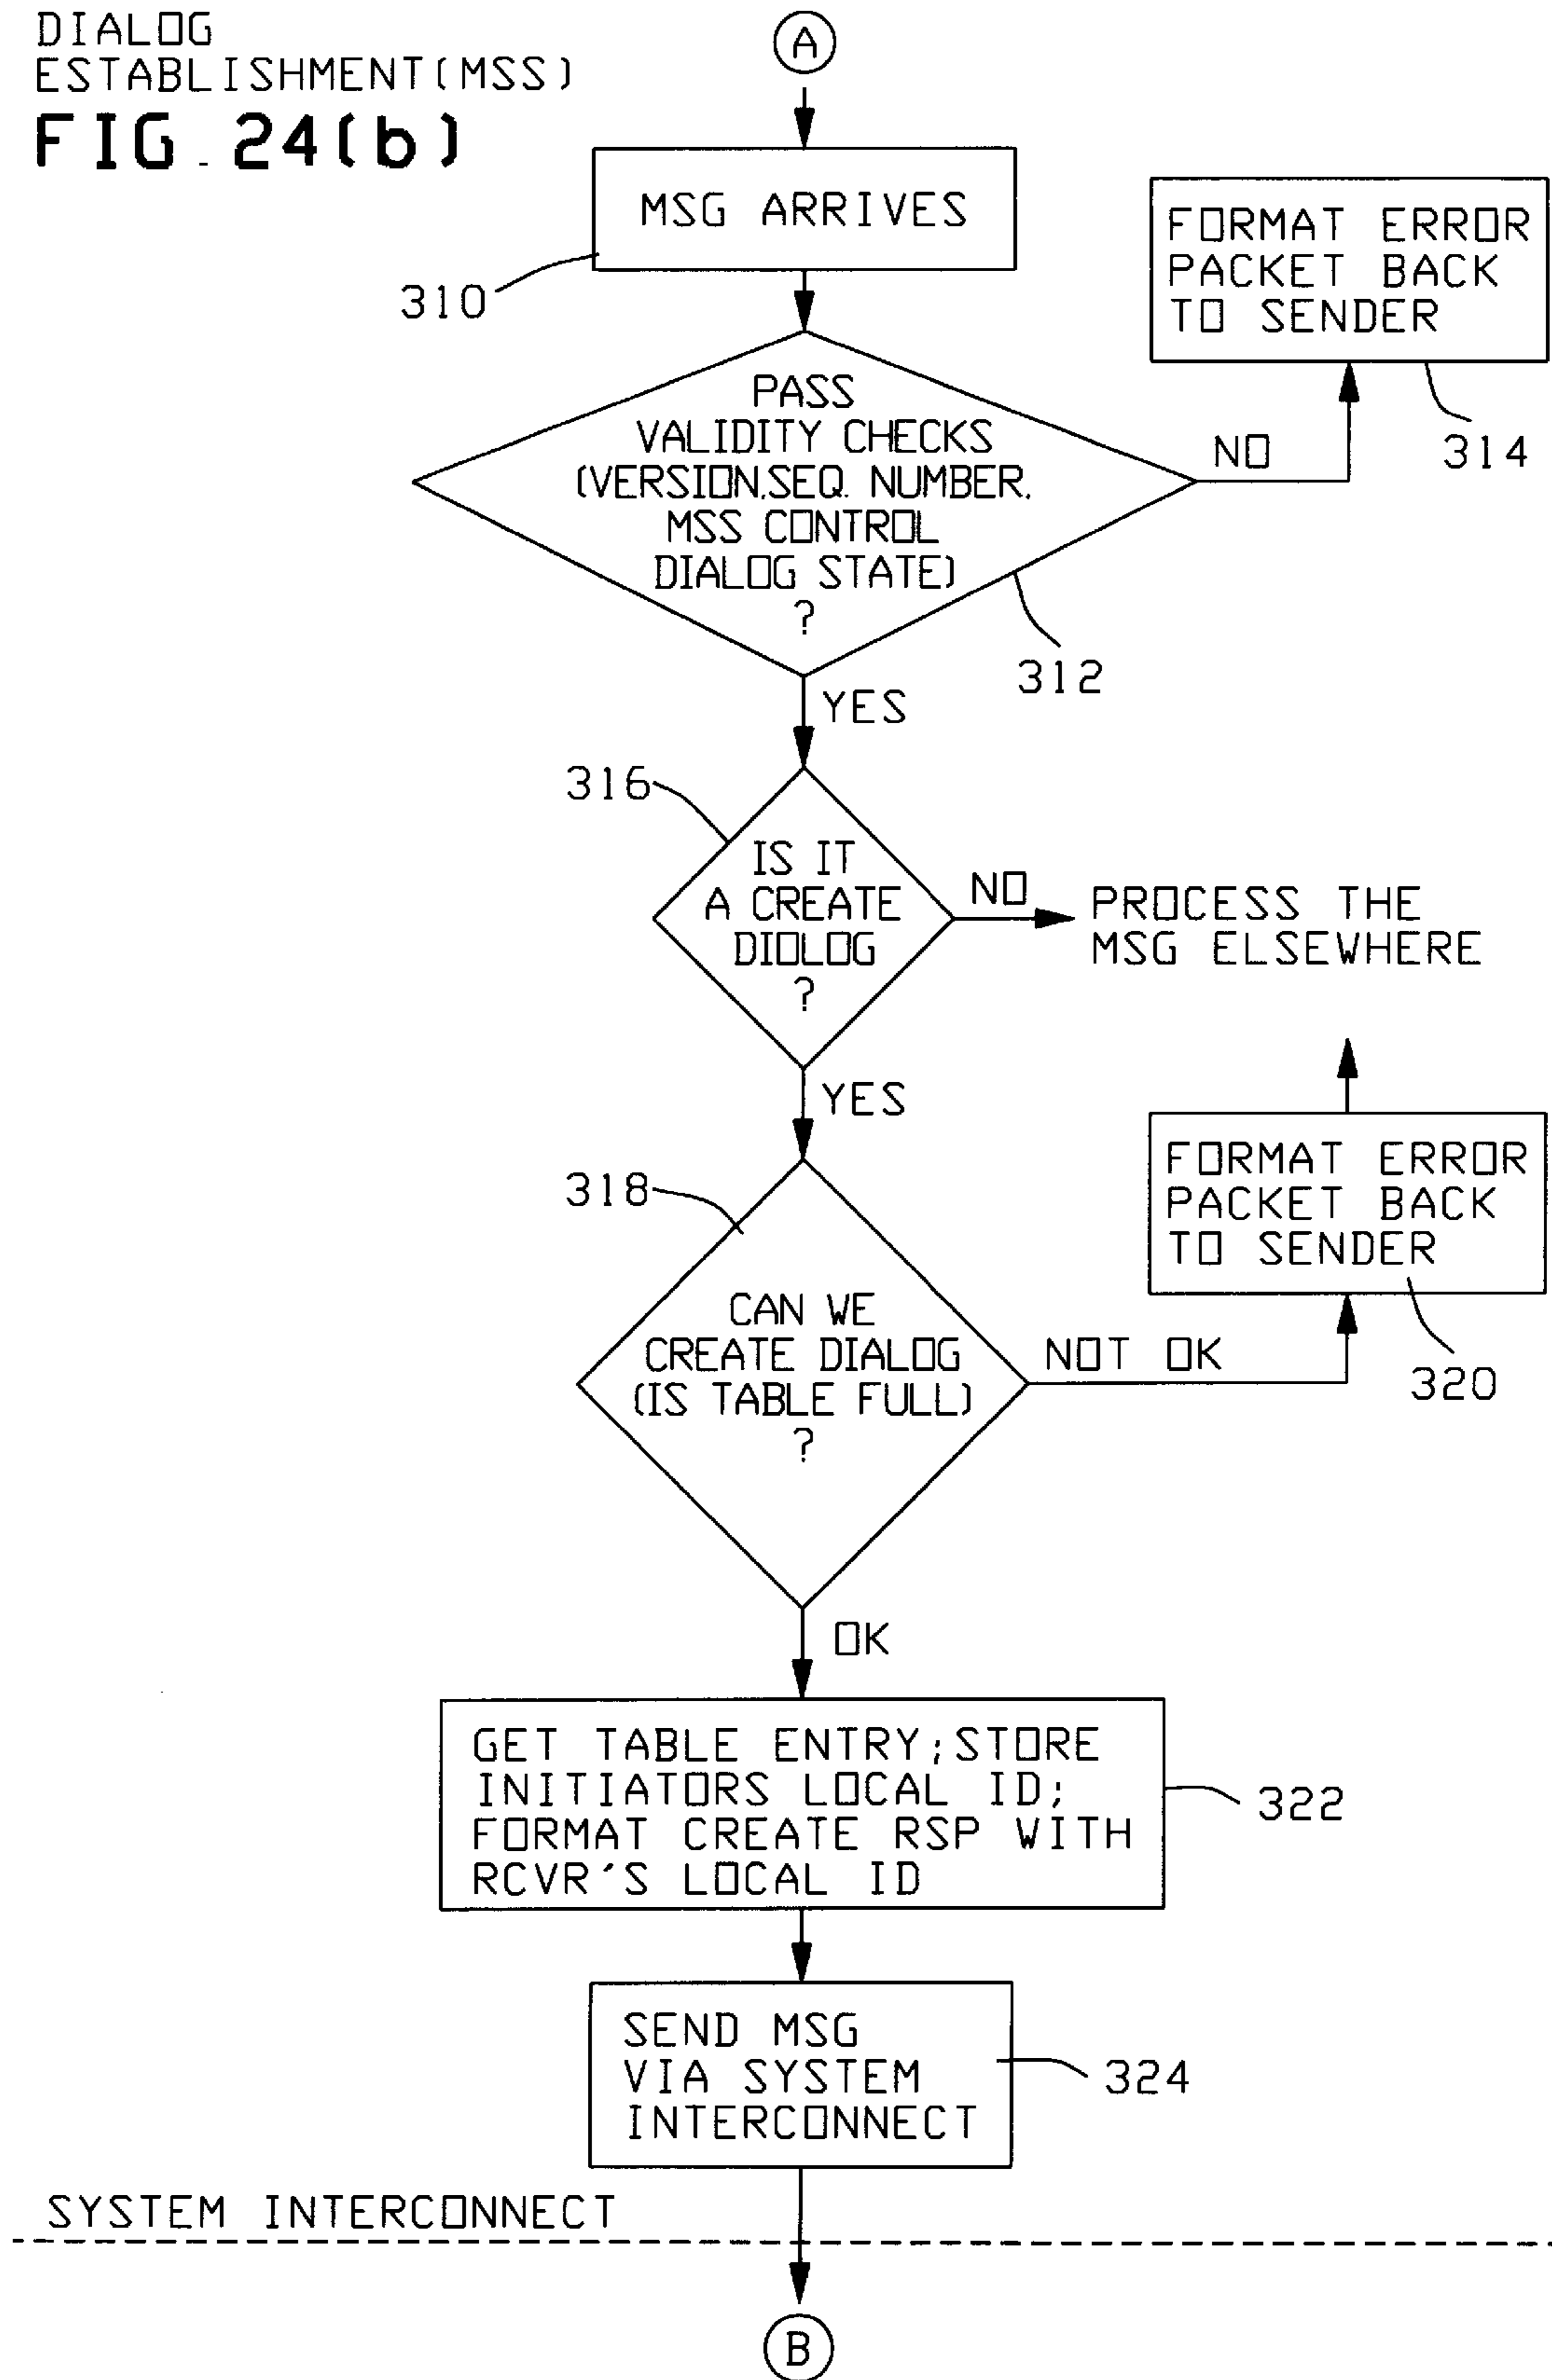 DIALOG
ESTABLISHMENT(MSS)
FIG. 24(b)
A
MSG ARRIVES
310
FORMAT ERROR
PACKET BACK
TO SENDER
314
PASS
VALIDITY CHECKS
(VERSION,SEQ. NUMBER,
MSS CONTROL
DIALOG STATE)
?
NO
312
YES
316
IS IT
A CREATE
DIOLOG
?
NO
PROCESS THE
MSG ELSEWHERE
YES
318
CAN WE
CREATE DIALOG
(IS TABLE FULL)
?
NOT OK
FORMAT ERROR
PACKET BACK
TO SENDER
320
OK
GET TABLE ENTRY;STORE
INITIATORS LOCAL ID;
FORMAT CREATE RSP WITH
RCVR'S LOCAL ID
322
SEND MSG
VIA SYSTEM
INTERCONNECT
324
SYSTEM INTERCONNECT
B